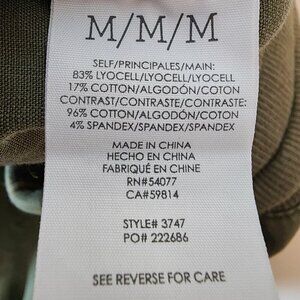 M/M/M
SELF/PRINCIPALES/MAIN:
83% LYOCELL/LYOCELL/LYOCELL
17% COTTON/ALGODÓN/COTON
CONTRAST/CONTRASTE/CONTRASTE:
96% COTTON/ALGODÓN/COTON
4% SPANDEX/SPANDEX/SPANDEX
MADE IN CHINA
HECHO EN CHINA
FABRIQUÉ EN CHINE
RN#54077
CA#59814
STYLE# 3747
PO# 222686
SEE REVERSE FOR CARE